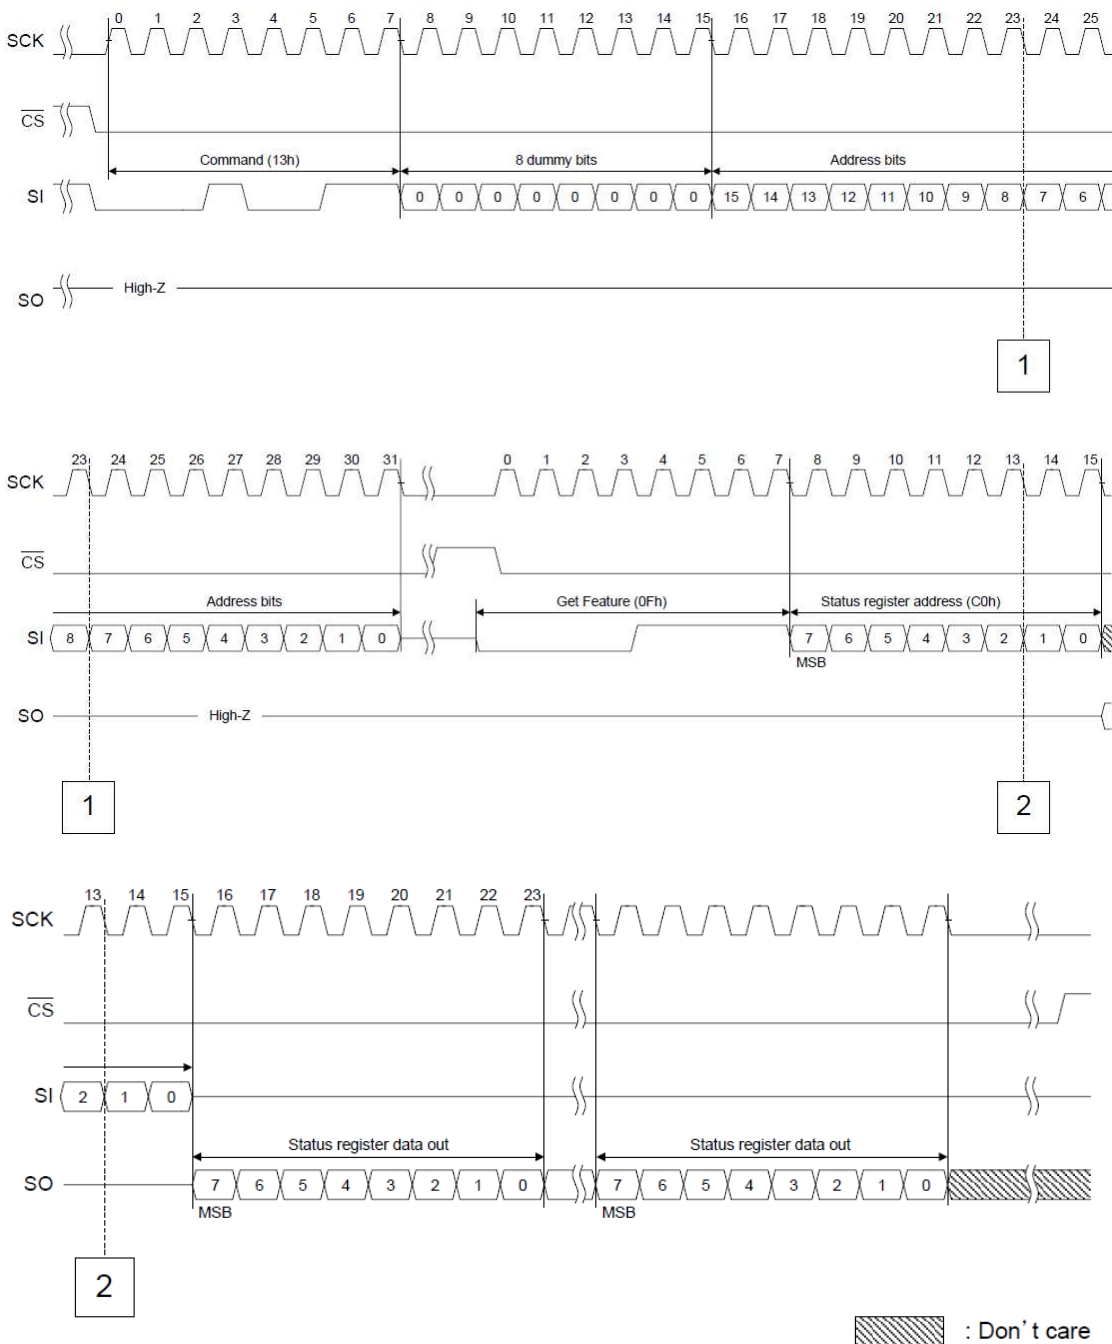 0 1 2 3 4 5 6 7 8 9 10 11 12 13 14 15 16 17 18 19 20 21 22 23 24 25
SCK
CS
Command (13h) 8 dummy bits Address bits
SI 0 0 0 0 0 0 0 0 15 14 13 12 11 10 9 8 7 6
SO High-Z
1
23 24 25 26 27 28 29 30 31 0 1 2 3 4 5 6 7 8 9 10 11 12 13 14 15
SCK
CS
Address bits Get Feature (0Fh) Status register address (C0h)
SI 8 7 6 5 4 3 2 1 0 7 6 5 4 3 2 1 0
MSB
SO High-Z
1 2
13 14 15 16 17 18 19 20 21 22 23
SCK
CS
SI 2 1 0
Status register data out Status register data out
SO 7 6 5 4 3 2 1 0 7 6 5 4 3 2 1 0
MSB MSB
2
: Don't care